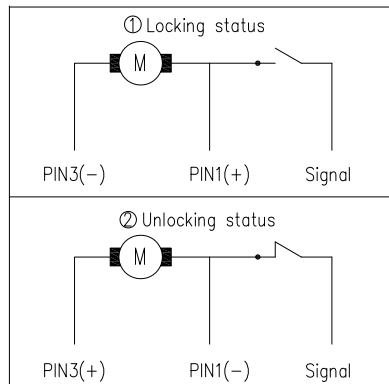 ① Locking status
M
PIN3(-) PIN1(+) Signal
② Unlocking status
M
PIN3(+) PIN1(-) Signal